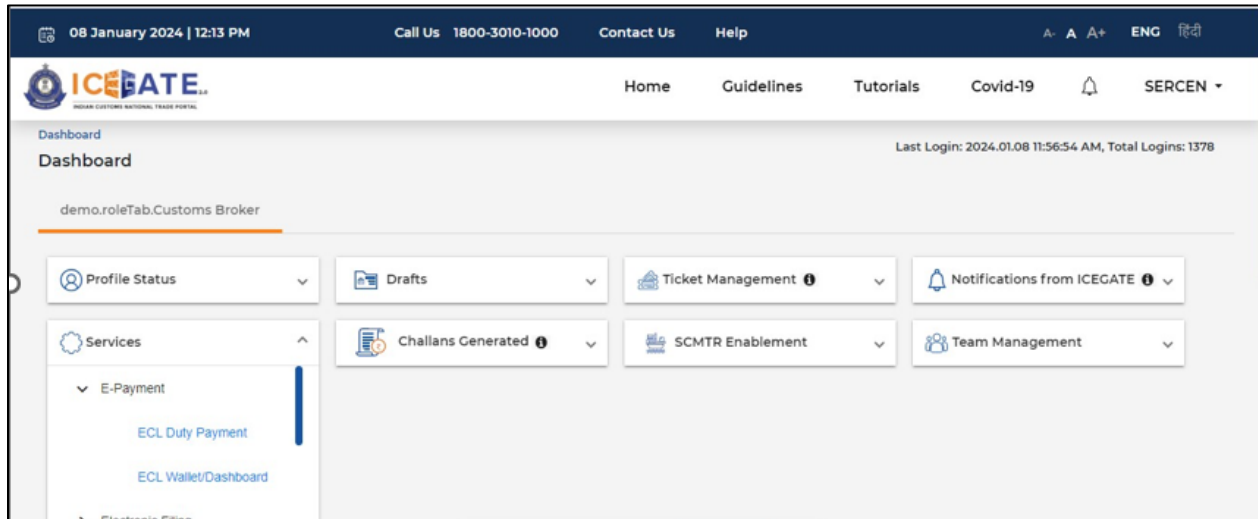 08 January 2024 | 12:13 PM Call Us 1800-3010-1000 Contact Us Help A- A A+ ENG हिंदी
ICEGATE
INDIAN CUSTOMS NATIONAL TRADE PORTAL
Home Guidelines Tutorials Covid-19 SERCEN
Dashboard
Dashboard
Last Login: 2024.01.08 11:56:54 AM, Total Logins: 1378
demo.roleTab.Customs Broker
Profile Status Drafts Ticket Management Notifications from ICEGATE
Services Challans Generated SCMTR Enablement Team Management
E-Payment
ECL Duty Payment
ECL Wallet/Dashboard
Electronic Filing